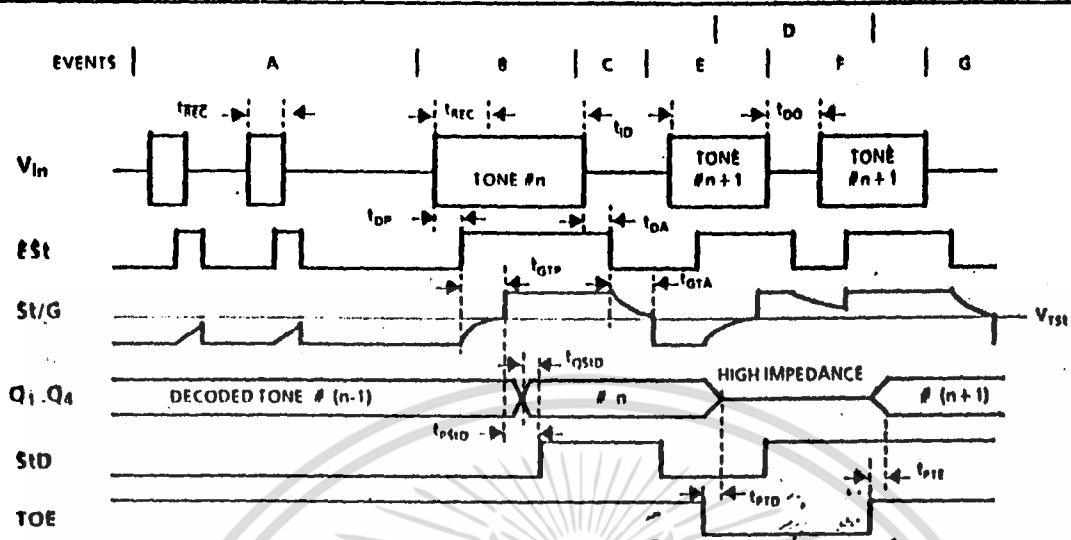 D
EVENTS A B C E F G
tREC tREC tID tDO
Vin TONE #n TONE #n+1 TONE #n+1
tDP tDA
ESt
tGTP tGTA
St/G VTSt
tQStD
HIGH IMPEDANCE
Q1-Q4 DECODED TONE # (n-1) # n # (n+1)
tPStD
StD
tPTE
tPTD
TOE